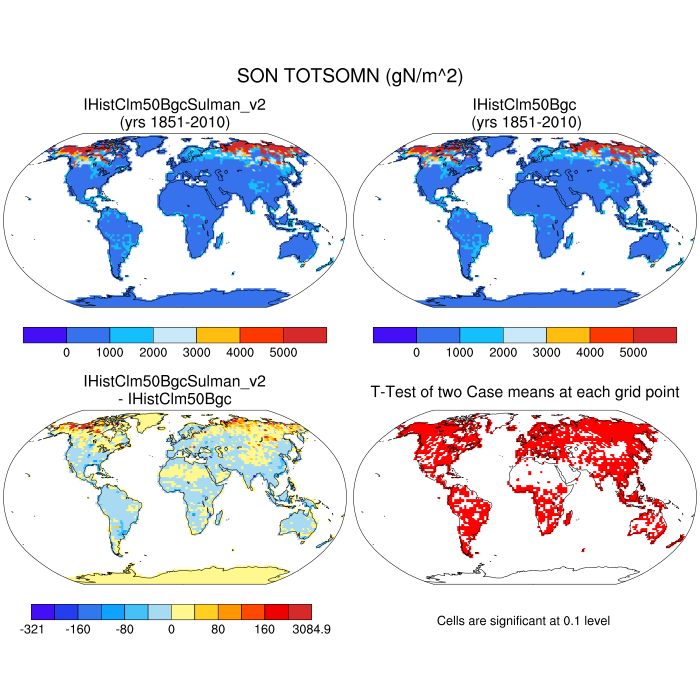 SON TOTSOMN (gN/m^2)
IHistClm50BgcSulman_v2
(yrs 1851-2010)
IHistClm50Bgc
(yrs 1851-2010)
0 1000 2000 3000 4000 5000
0 1000 2000 3000 4000 5000
IHistClm50BgcSulman_v2
- IHistClm50Bgc
T-Test of two Case means at each grid point
-321 -160 -80 0 80 160 3084.9
Cells are significant at 0.1 level